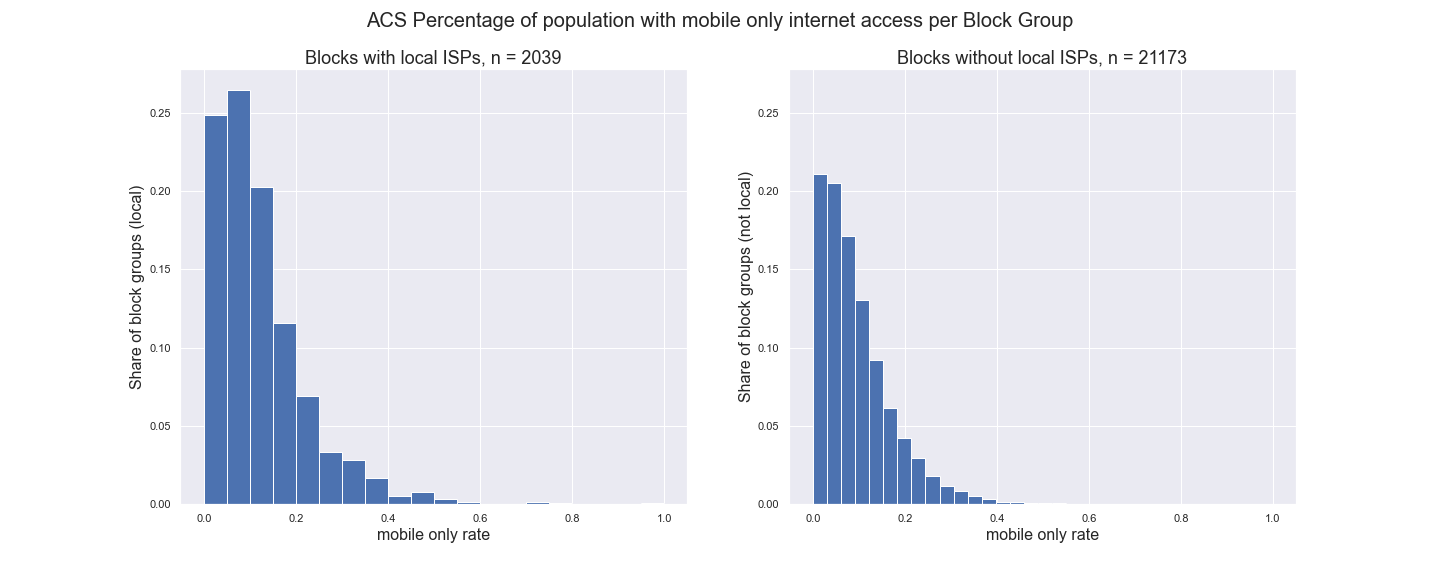 ACS Percentage of population with mobile only internet access per Block Group
Blocks with local ISPs, n = 2039
Share of block groups (local)
0.25
0.20
0.15
0.10
0.05
0.00
0.0 0.2 0.4 0.6 0.8 1.0
mobile only rate
Blocks without local ISPs, n = 21173
Share of block groups (not local)
0.25
0.20
0.15
0.10
0.05
0.00
0.0 0.2 0.4 0.6 0.8 1.0
mobile only rate